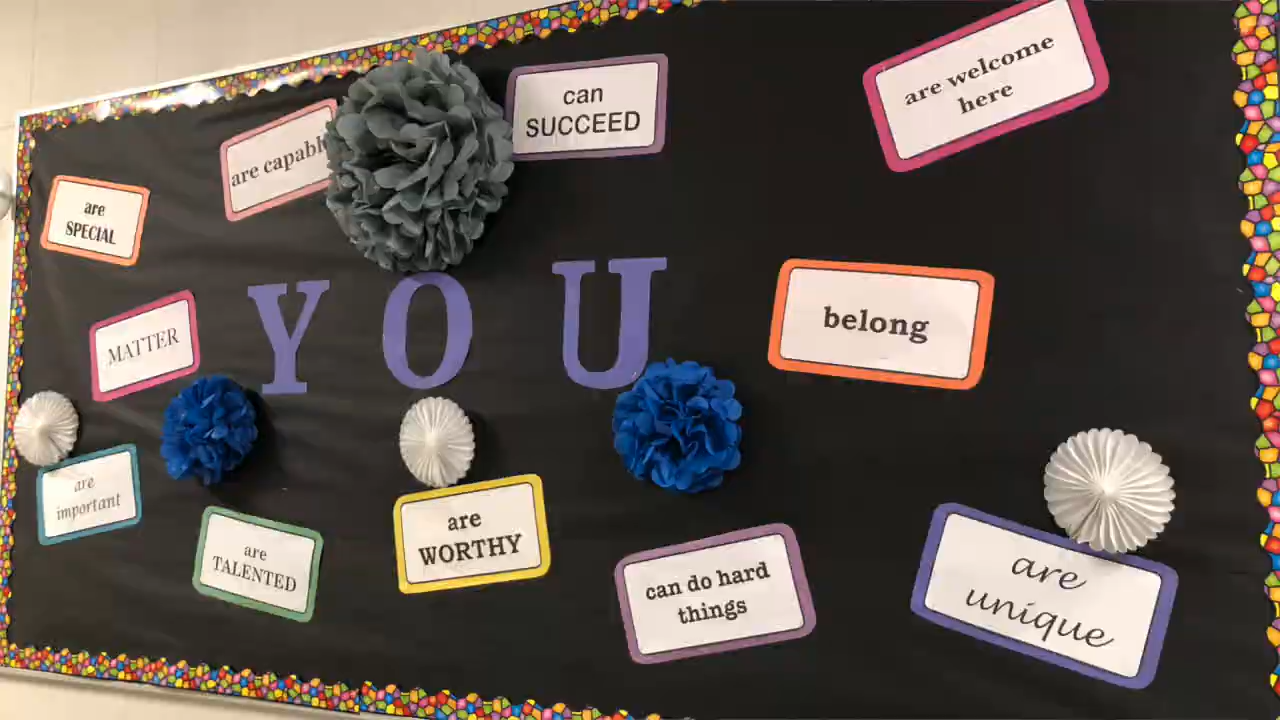 are welcome
here
can
SUCCEED
are
are
SPECIAL
YOU
belong
MATTER
are
important
are
WORTHY
are
TALENTED
can do hard
things
are
unique